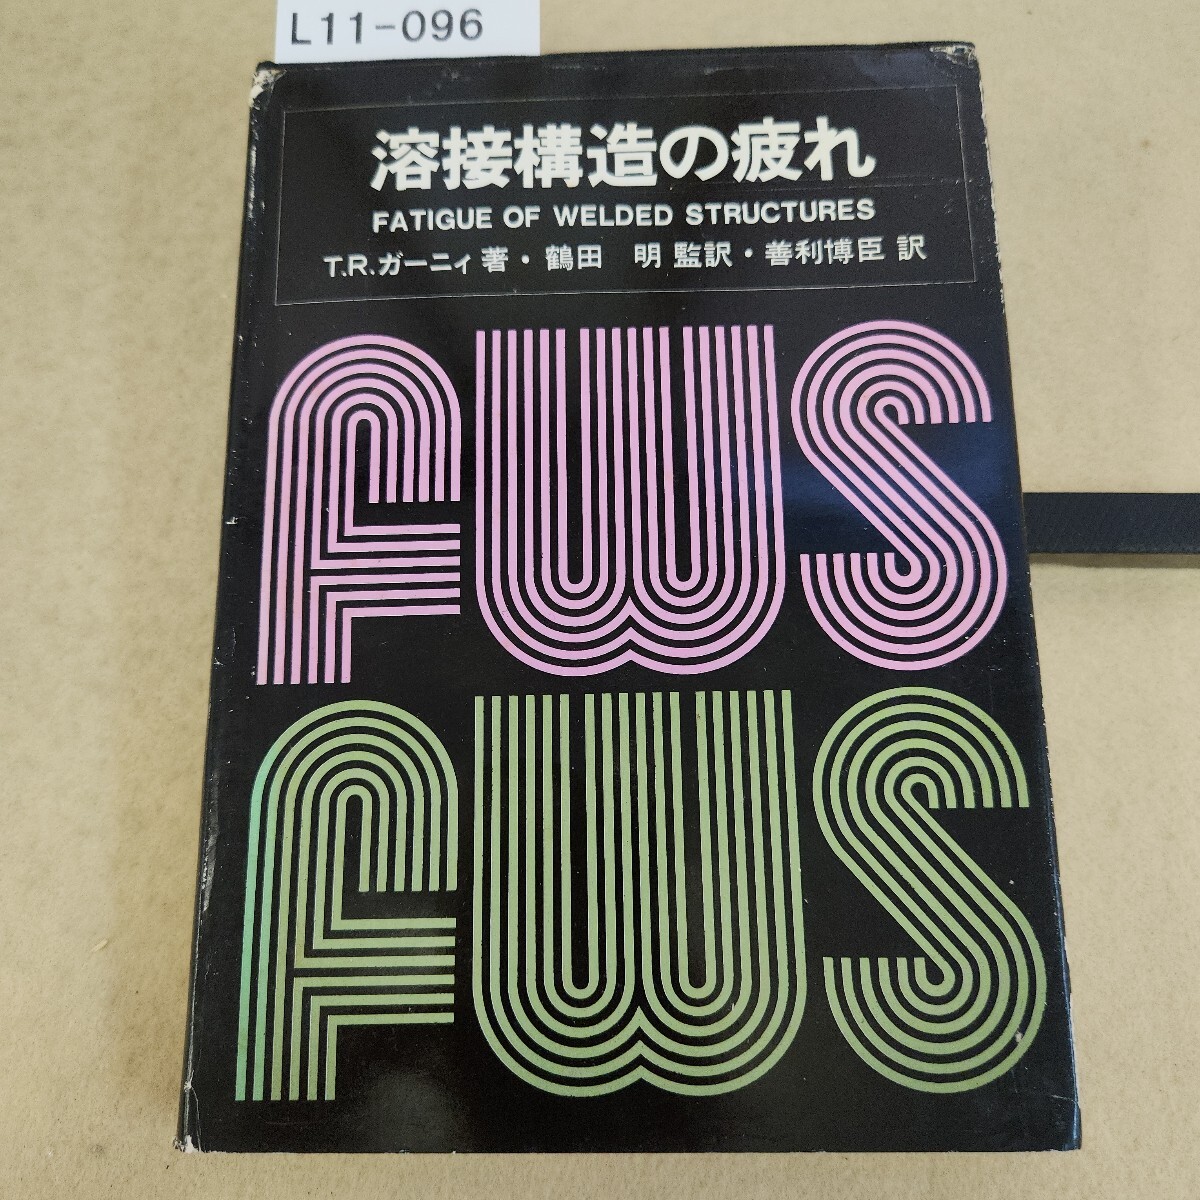 L11-096
溶接構造の疲れ
FATIGUE OF WELDED STRUCTURES
T.R.ガーニィ 著・鶴田 明 監訳・善利博臣 訳
FWS
FWS